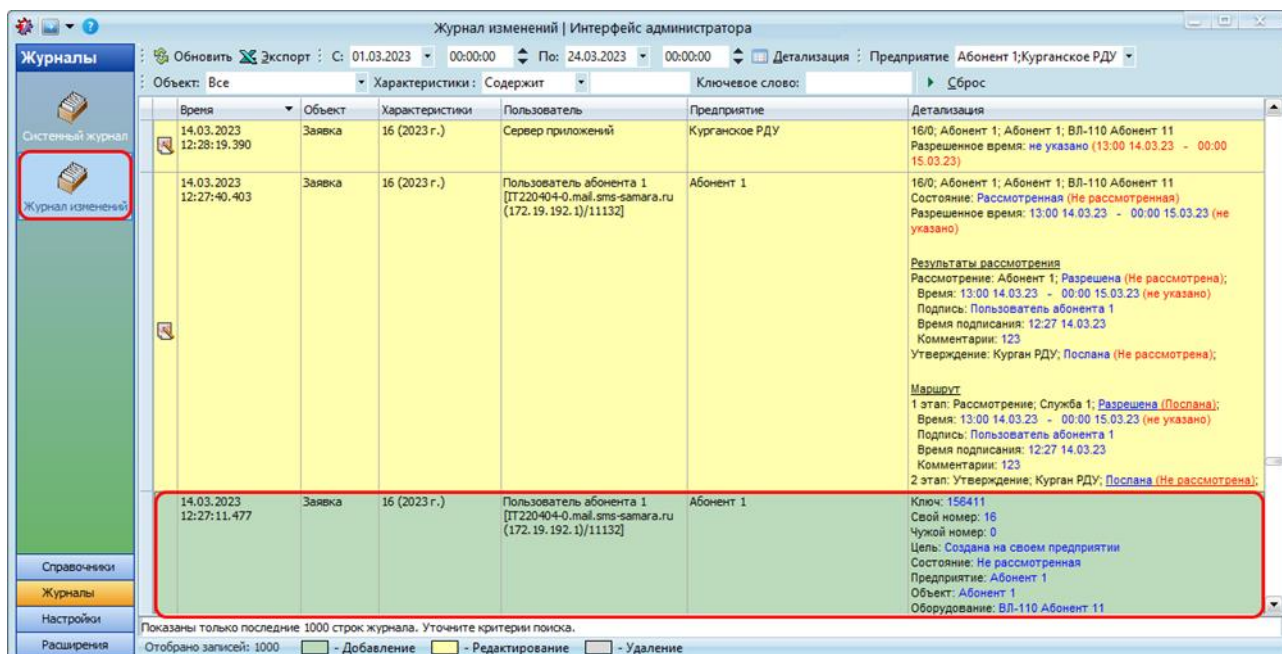 Журнал изменений | Интерфейс администратора
Журналы
Обновить Экспорт С: 01.03.2023 00:00:00 По: 24.03.2023 00:00:00 Детализация Предприятие Абонент 1;Курганское РДУ
Объект: Все Характеристики: Содержит Ключевое слово: Сброс
Системный журнал
Журнал изменений
Время Объект Характеристики Пользователь Предприятие Детализация
14.03.2023
12:28:19.390
Заявка
16 (2023 г.)
Сервер приложений
Курганское РДУ
16/0; Абонент 1; Абонент 1; ВЛ-110 Абонент 11
Разрешенное время: не указано (13:00 14.03.23 - 00:00
15.03.23)
14.03.2023
12:27:40.403
Заявка
16 (2023 г.)
Пользователь абонента 1
[IT220404-0.mail.sms-samara.ru
(172.19.192.1)/11132]
Абонент 1
16/0; Абонент 1; Абонент 1; ВЛ-110 Абонент 11
Состояние: Рассмотренная (Не рассмотренная)
Разрешенное время: 13:00 14.03.23 - 00:00 15.03.23 (не
указано)
Результаты рассмотрения
Рассмотрение: Абонент 1; Разрешена (Не рассмотрена);
Время: 13:00 14.03.23 - 00:00 15.03.23 (не указано)
Подпись: Пользователь абонента 1
Время подписания: 12:27 14.03.23
Комментарии: 123
Утверждение: Курган РДУ; Послана (Не рассмотрена);
Маршрут
1 этап: Рассмотрение; Служба 1; Разрешена (Послана);
Время: 13:00 14.03.23 - 00:00 15.03.23 (не указано)
Подпись: Пользователь абонента 1
Время подписания: 12:27 14.03.23
Комментарии: 123
2 этап: Утверждение; Курган РДУ; Послана (Не рассмотрена);
14.03.2023
12:27:11.477
Заявка
16 (2023 г.)
Пользователь абонента 1
[IT220404-0.mail.sms-samara.ru
(172.19.192.1)/11132]
Абонент 1
Ключ: 156411
Свой номер: 16
Чужой номер: 0
Цель: Создана на своем предприятии
Состояние: Не рассмотренная
Предприятие: Абонент 1
Объект: Абонент 1
Оборудование: ВЛ-110 Абонент 11
Справочники
Журналы
Настройки
Расширения
Показаны только последние 1000 строк журнала. Уточните критерии поиска.
Отобрано записей: 1000 - Добавление - Редактирование - Удаление